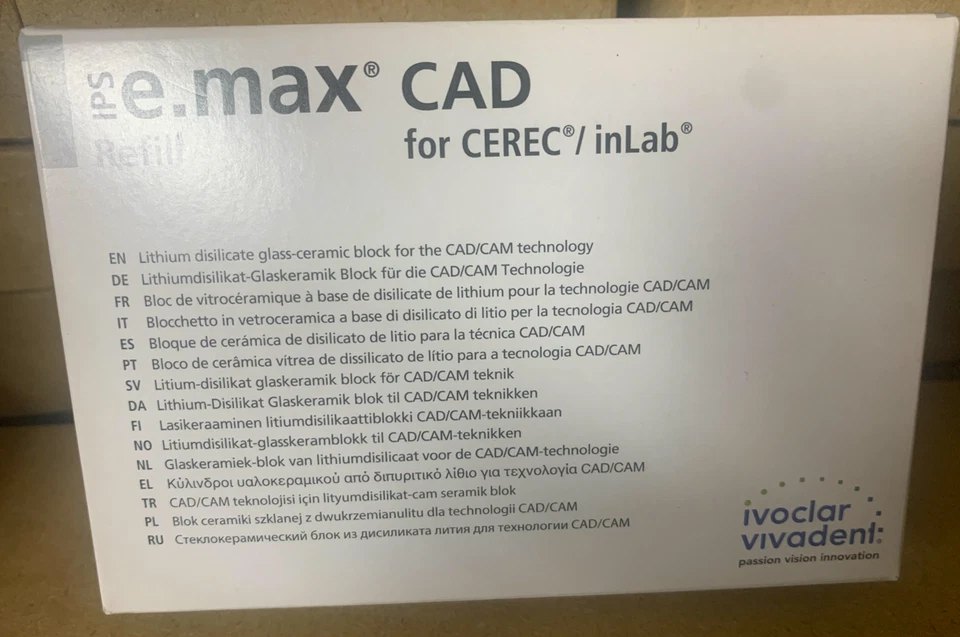 IPS e.max® CAD
Refill
for CEREC®/ inLab®
EN Lithium disilicate glass-ceramic block for the CAD/CAM technology
DE Lithiumdisilikat-Glaskeramik Block für die CAD/CAM Technologie
FR Bloc de vitrocéramique à base de disilicate de lithium pour la technologie CAD/CAM
IT Blocchetto in vetroceramica a base di disilicato di litio per la tecnologia CAD/CAM
ES Bloque de cerámica de disilicato de litio para la técnica CAD/CAM
PT Bloco de cerâmica vítrea de dissilicato de lítio para a tecnologia CAD/CAM
SV Litium-disilikat glaskeramik block för CAD/CAM teknik
DA Lithium-Disilikat Glaskeramik blok til CAD/CAM teknikken
FI Lasikeraaminen litiumdisilikaattiblokki CAD/CAM-tekniikkaan
NO Litiumdisilikat-glasskeramblokk til CAD/CAM-teknikken
NL Glaskeramiek-blok van lithiumdisilicaat voor de CAD/CAM-technologie
EL Κύλινδροι υαλοκεραμικού από διπυριτικό λίθιο για τεχνολογία CAD/CAM
TR CAD/CAM teknolojisi için lityumdisilikat-cam seramik blok
PL Blok ceramiki szklanej z dwukrzemianulitu dla technologii CAD/CAM
RU Стеклокерамический блок из дисиликата лития для технологии CAD/CAM
ivoclar
vivadent:
passion vision innovation